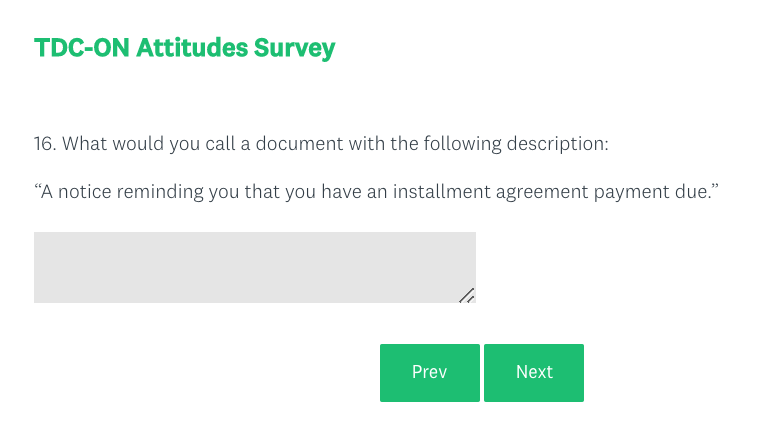 TDC-ON Attitudes Survey
16. What would you call a document with the following description:
“A notice reminding you that you have an installment agreement payment due.”
Prev
Next